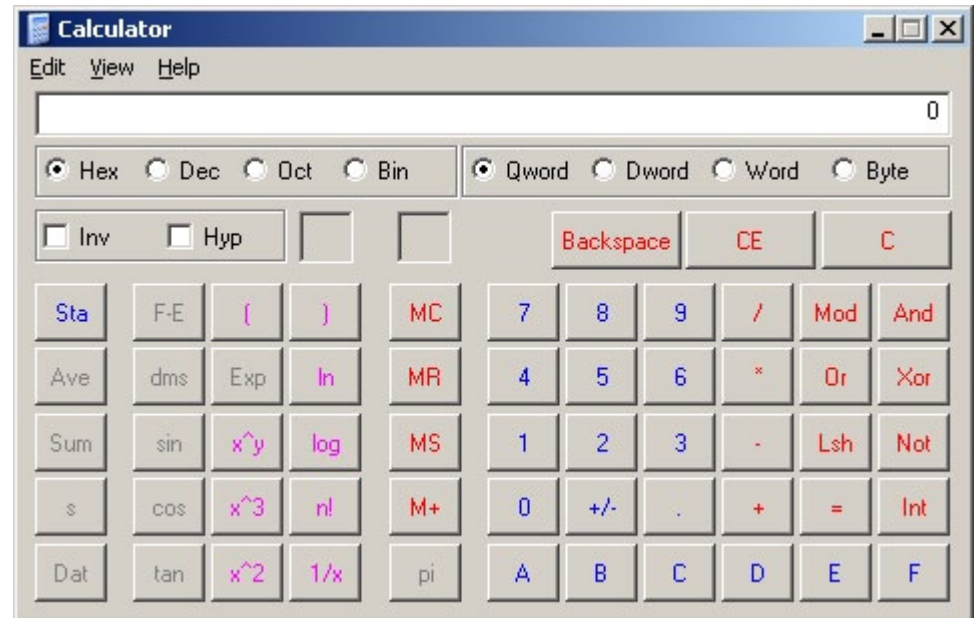 Calculator
Edit View Help
0
Hex Dec Oct Bin Qword Dword Word Byte
Inv Hyp Backspace CE C
Sta F-E ( ) MC 7 8 9 / Mod And
Ave dms Exp ln MR 4 5 6 * Or Xor
Sum sin x^y log MS 1 2 3 - Lsh Not
s cos x^3 n! M+ 0 +/- . + = Int
Dat tan x^2 1/x pi A B C D E F